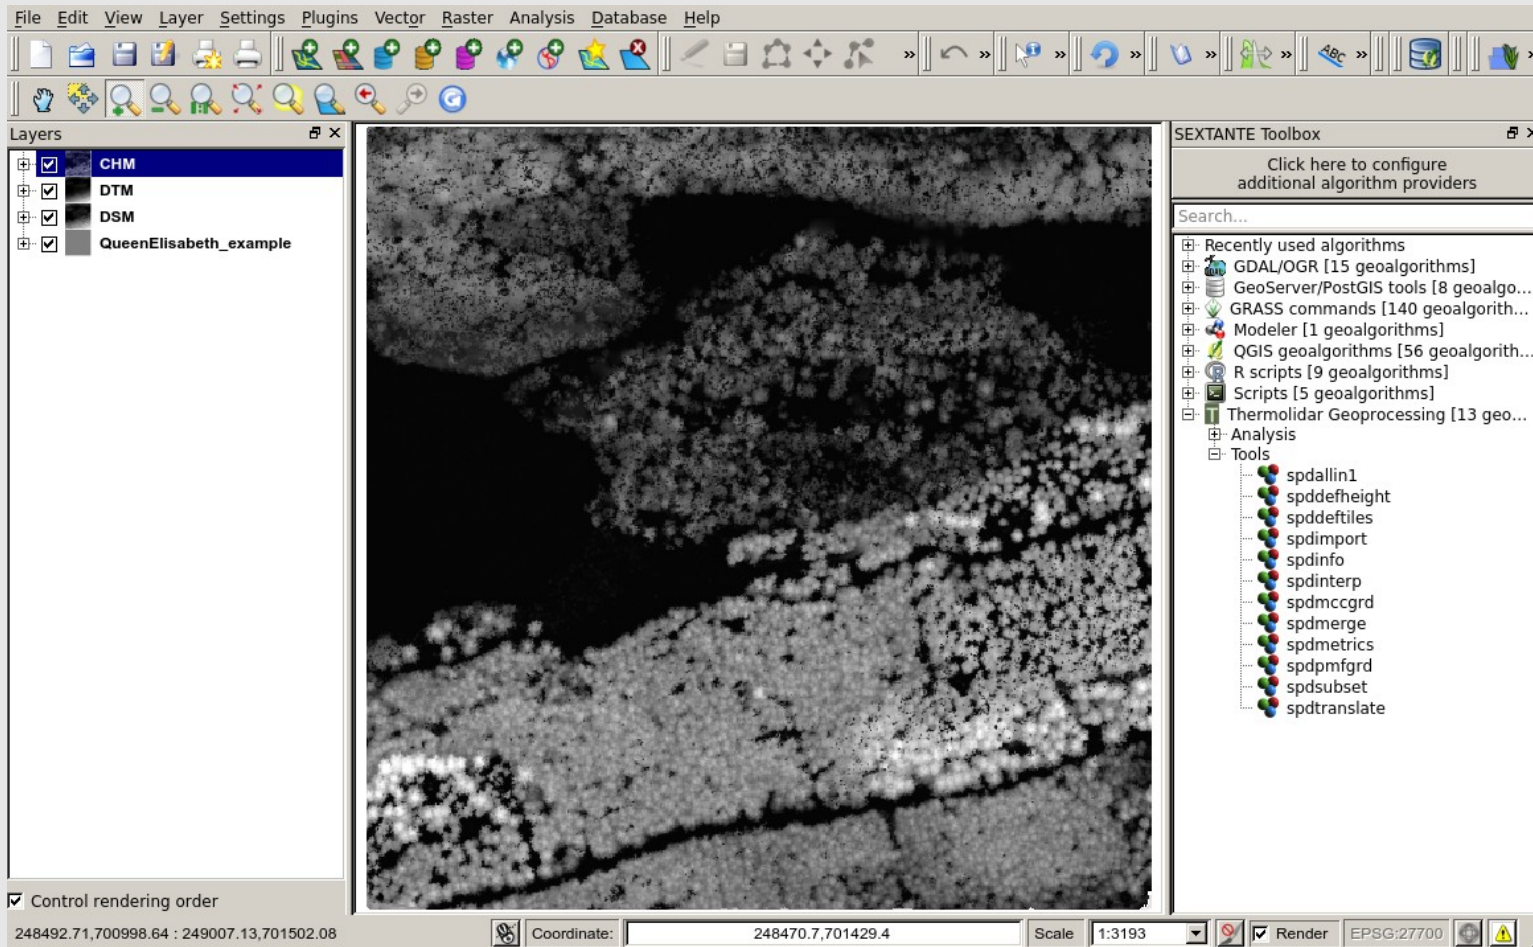 File Edit View Layer Settings Plugins Vector Raster Analysis Database Help
ABC
Layers
CHM
DTM
DSM
QueenElisabeth_example
Control rendering order
SEXTANTE Toolbox
Click here to configure
additional algorithm providers
Search...
Recently used algorithms
GDAL/OGR [15 geoalgorithms]
GeoServer/PostGIS tools [8 geoalgo...
GRASS commands [140 geoalgorith...
Modeler [1 geoalgorithms]
QGIS geoalgorithms [56 geoalgorith...
R scripts [9 geoalgorithms]
Scripts [5 geoalgorithms]
Thermolidar Geoprocessing [13 geo...
Analysis
Tools
spdallin1
spddefheight
spddeftiles
spdimport
spdinfo
spdinterp
spdmccgrd
spdmerge
spdmetrics
spdpmfgrd
spdsubset
spdtranslate
248492.71,700998.64 : 249007.13,701502.08 Coordinate: 248470.7,701429.4 Scale 1:3193 Render EPSG:27700